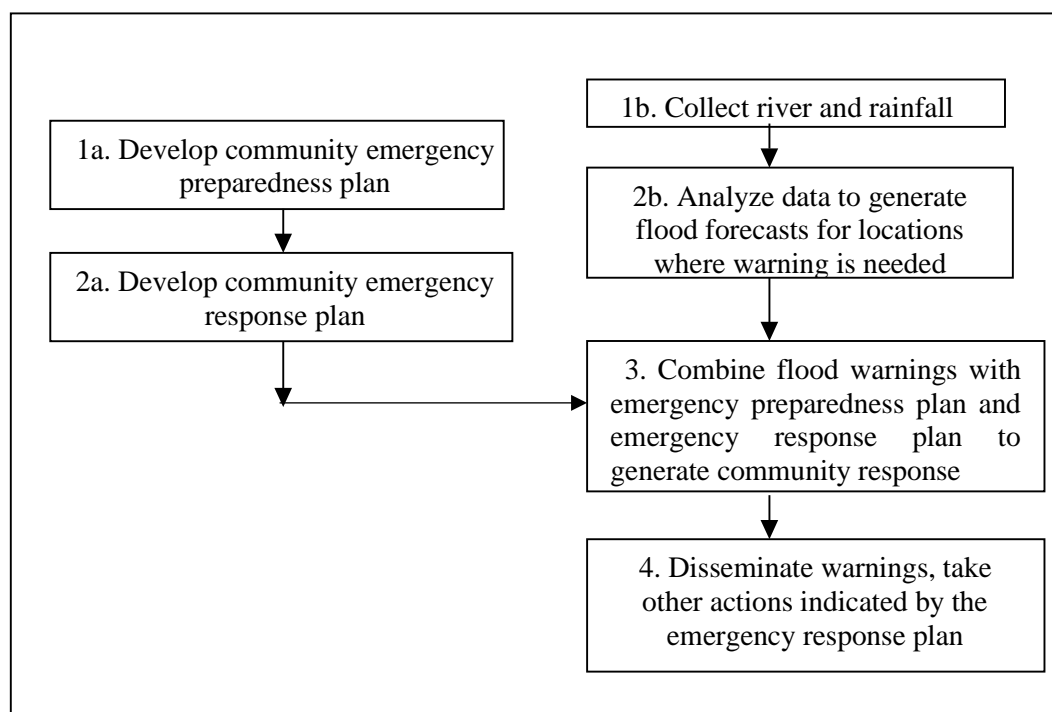 1a. Develop community emergency
preparedness plan
2a. Develop community emergency
response plan
1b. Collect river and rainfall
2b. Analyze data to generate
flood forecasts for locations
where warning is needed
3. Combine flood warnings with
emergency preparedness plan and
emergency response plan to
generate community response
4. Disseminate warnings, take
other actions indicated by the
emergency response plan